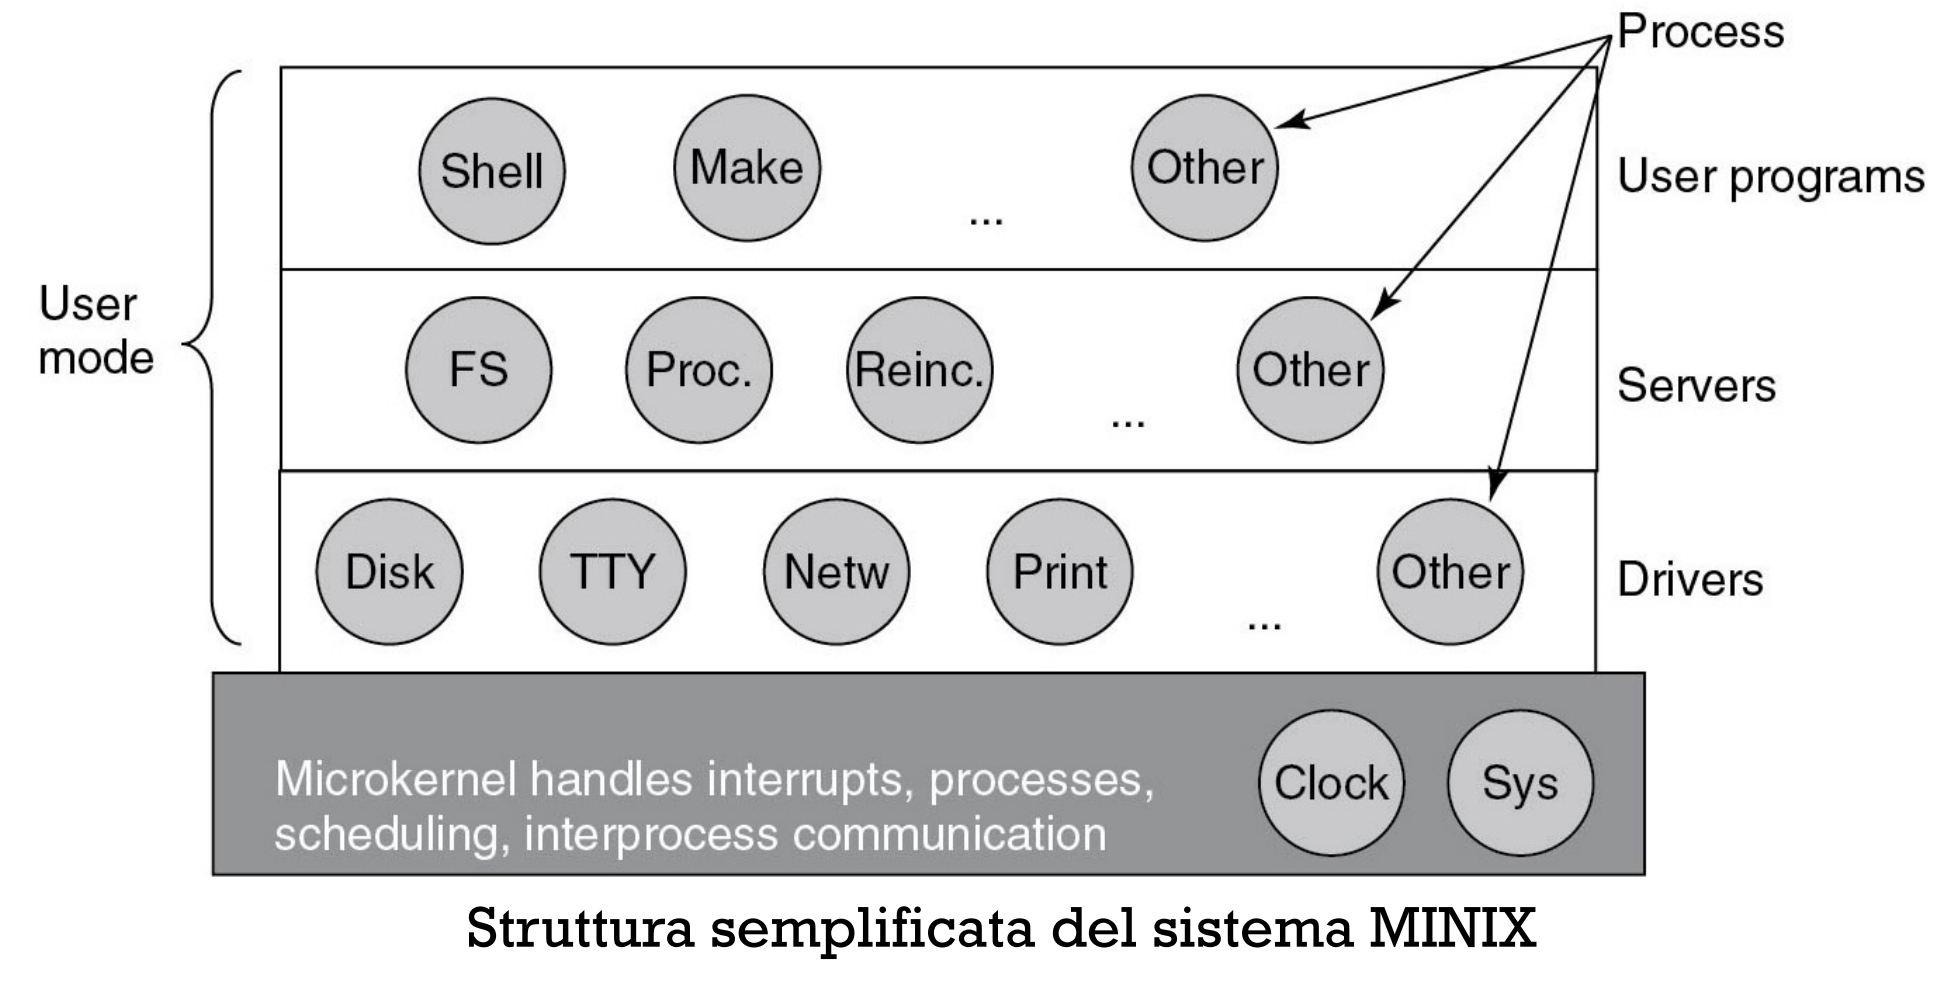 Process
Shell
Make
...
Other
User programs
User
mode
FS
Proc.
Reinc.
...
Other
Servers
Disk
TTY
Netw
Print
...
Other
Drivers
Microkernel handles interrupts, processes,
scheduling, interprocess communication
Clock
Sys
Struttura semplificata del sistema MINIX